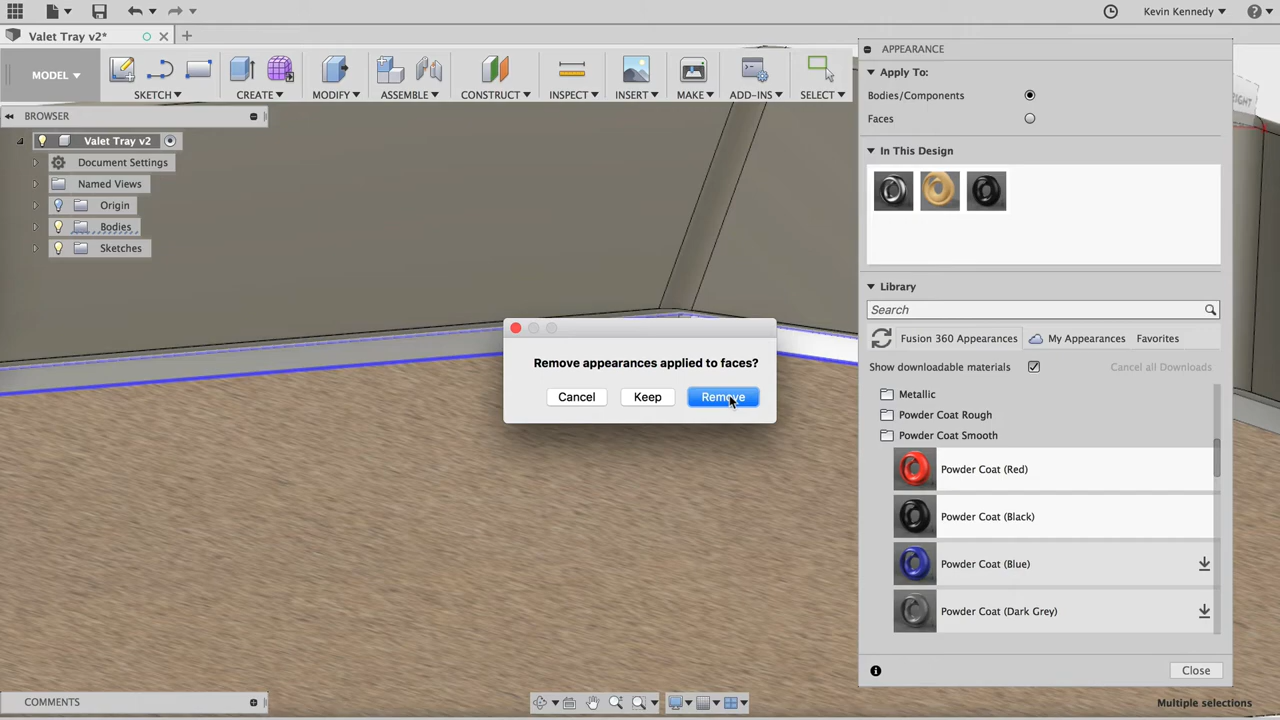 Kevin Kennedy
Valet Tray v2*
MODEL
SKETCH
CREATE
MODIFY
ASSEMBLE
CONSTRUCT
INSPECT
INSERT
MAKE
ADD-INS
SELECT
BROWSER
Valet Tray v2
Document Settings
Named Views
Origin
Bodies
Sketches
APPEARANCE
Apply To:
Bodies/Components
Faces
In This Design
Library
Search
Fusion 360 Appearances My Appearances Favorites
Show downloadable materials Cancel all Downloads
Metallic
Powder Coat Rough
Powder Coat Smooth
Powder Coat (Red)
Powder Coat (Black)
Powder Coat (Blue)
Powder Coat (Dark Grey)
Close
RIGHT
Remove appearances applied to faces?
Cancel Keep Remove
COMMENTS
Multiple selections